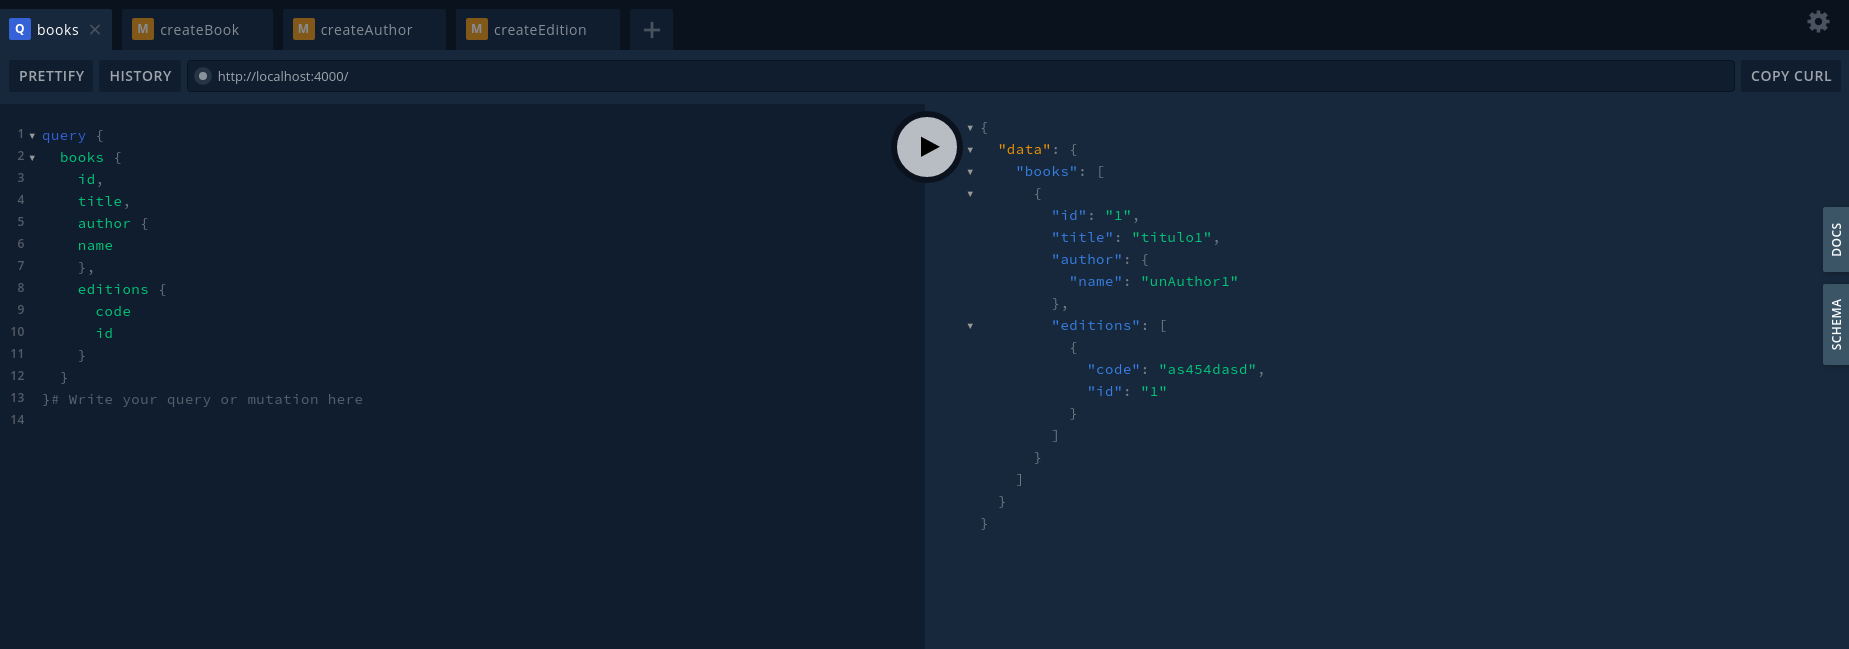 Q books × M createBook M createAuthor M createEdition +
PRETTIFY HISTORY http://localhost:4000/ COPY CURL
1 query {
2 books {
3 id,
4 title,
5 author {
6 name
7 },
8 editions {
9 code
10 id
11 }
12 }
13 }# Write your query or mutation here
14
{
"data": {
"books": [
{
"id": "1",
"title": "titulo1",
"author": {
"name": "unAuthor1"
},
"editions": [
{
"code": "as454dasd",
"id": "1"
}
]
}
]
}
}
DOCS
SCHEMA